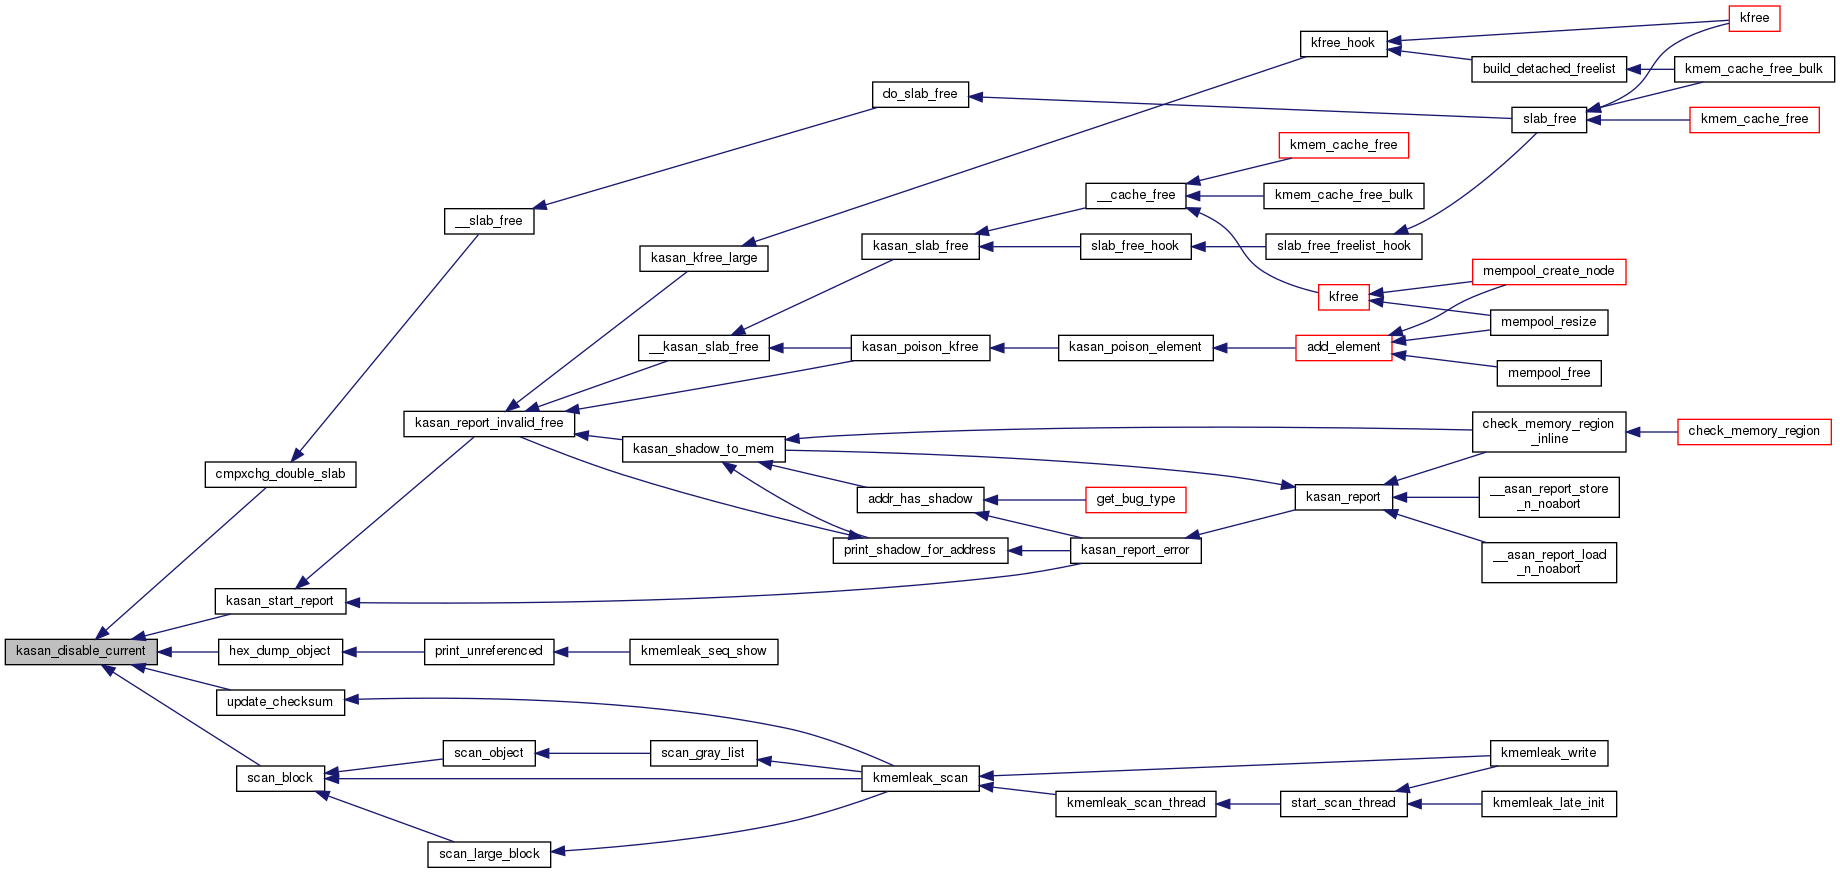 kfree
kfree_hook
build_detached_freelist
kmem_cache_free_bulk
do_slab_free
slab_free
kmem_cache_free
kmem_cache_free
__cache_free
kmem_cache_free_bulk
__slab_free
kasan_slab_free
slab_free_hook
slab_free_freelist_hook
kasan_kfree_large
mempool_create_node
kfree
mempool_resize
__kasan_slab_free
kasan_poison_kfree
kasan_poison_element
add_element
mempool_free
kasan_report_invalid_free
check_memory_region
_inline
check_memory_region
kasan_shadow_to_mem
cmpxchg_double_slab
addr_has_shadow
get_bug_type
kasan_report
__asan_report_store
_n_noabort
print_shadow_for_address
kasan_report_error
__asan_report_load
_n_noabort
kasan_start_report
kasan_disable_current
hex_dump_object
print_unreferenced
kmemleak_seq_show
update_checksum
scan_object
scan_gray_list
kmemleak_write
scan_block
kmemleak_scan
kmemleak_scan_thread
start_scan_thread
kmemleak_late_init
scan_large_block